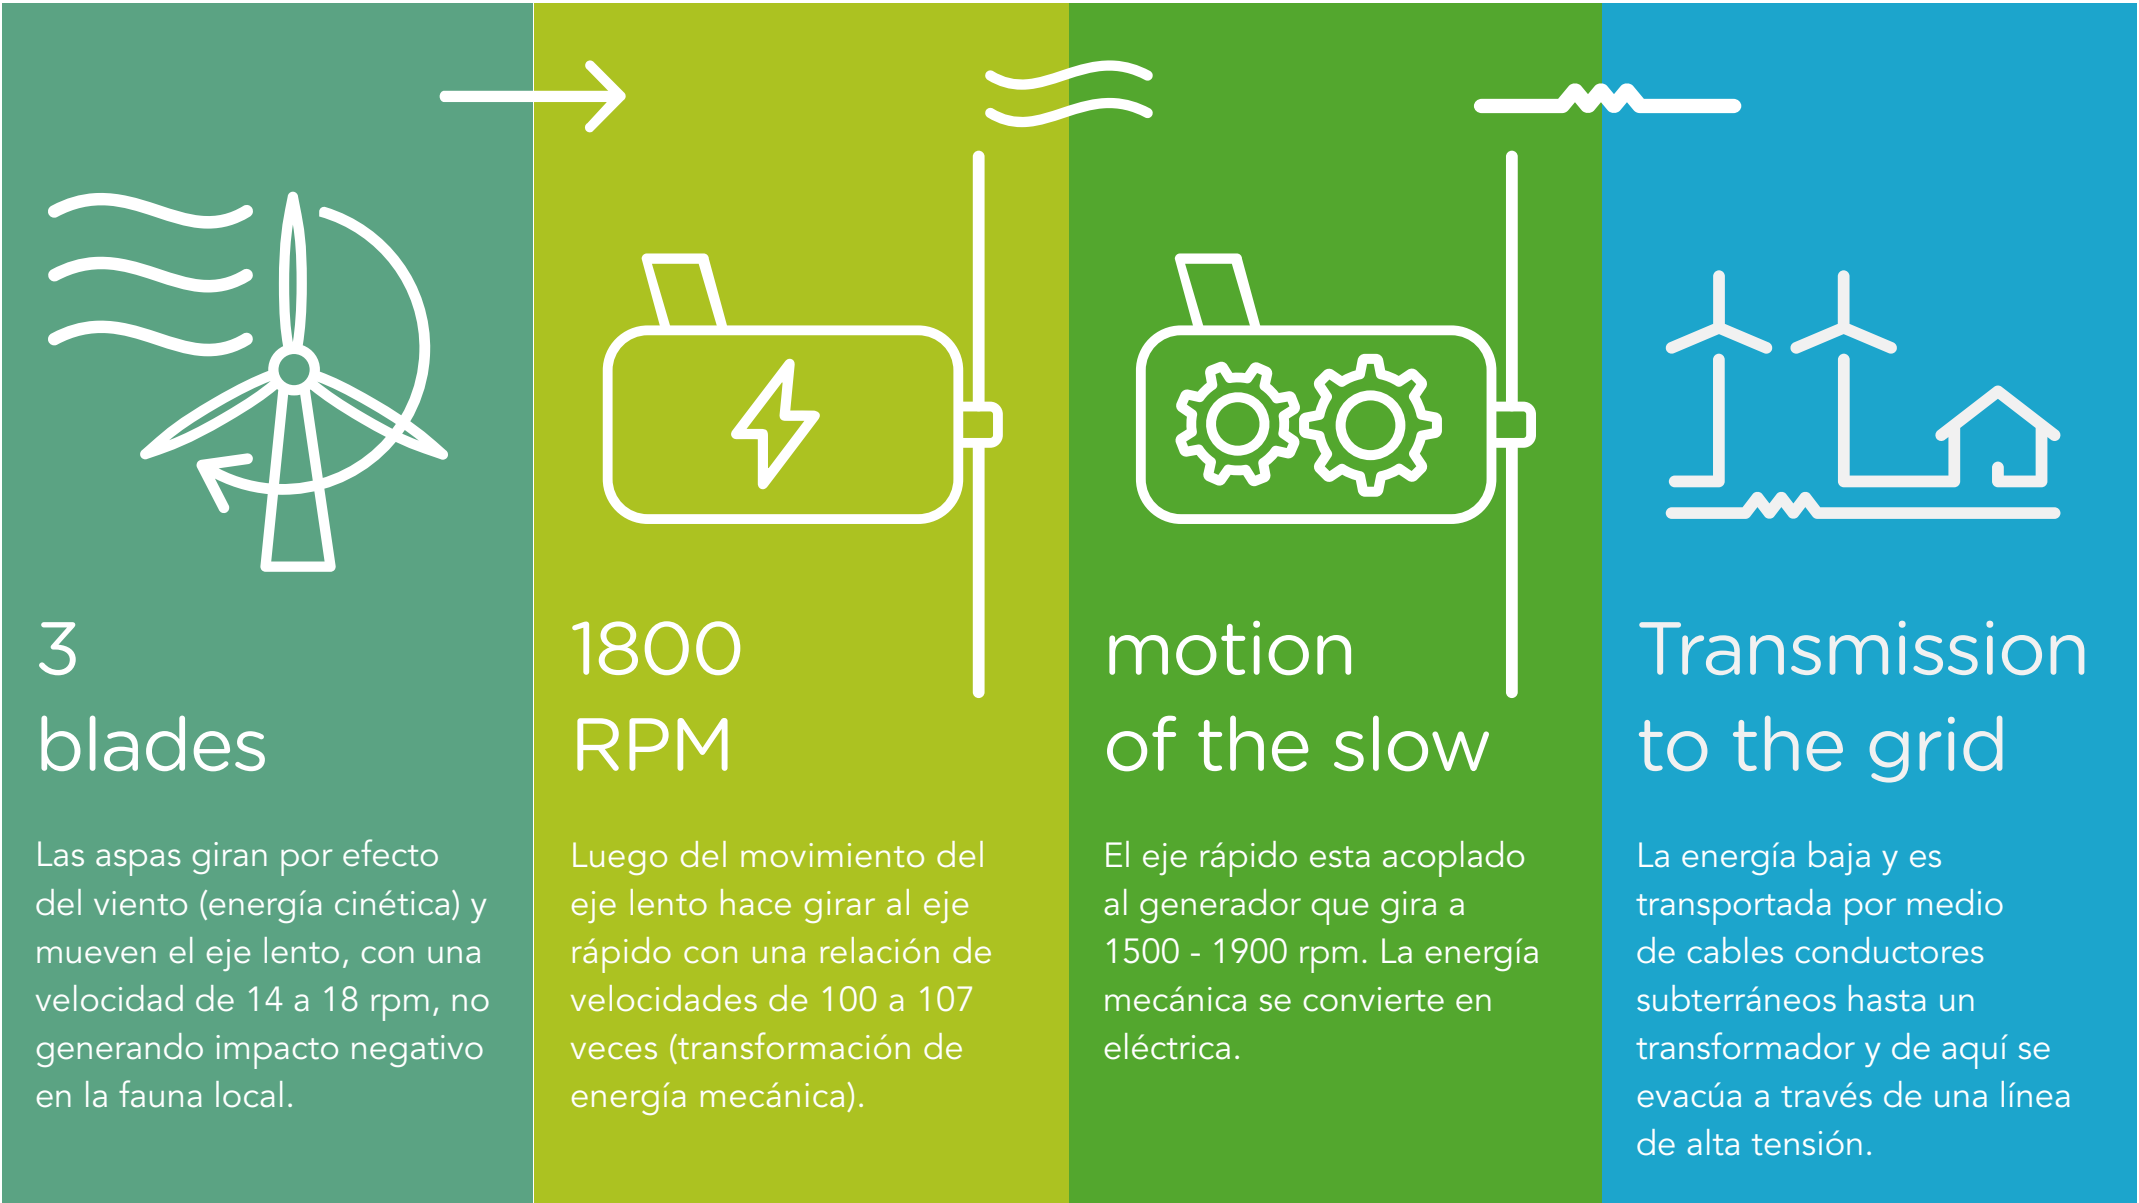 3
blades
Las aspas giran por efecto
del viento (energía cinética) y
mueven el eje lento, con una
velocidad de 14 a 18 rpm, no
generando impacto negativo
en la fauna local.
1800
RPM
Luego del movimiento del
eje lento hace girar al eje
rápido con una relación de
velocidades de 100 a 107
veces (transformación de
energía mecánica).
motion
of the slow
El eje rápido esta acoplado
al generador que gira a
1500 - 1900 rpm. La energía
mecánica se convierte en
eléctrica.
Transmission
to the grid
La energía baja y es
transportada por medio
de cables conductores
subterráneos hasta un
transformador y de aquí se
evacúa a través de una línea
de alta tensión.